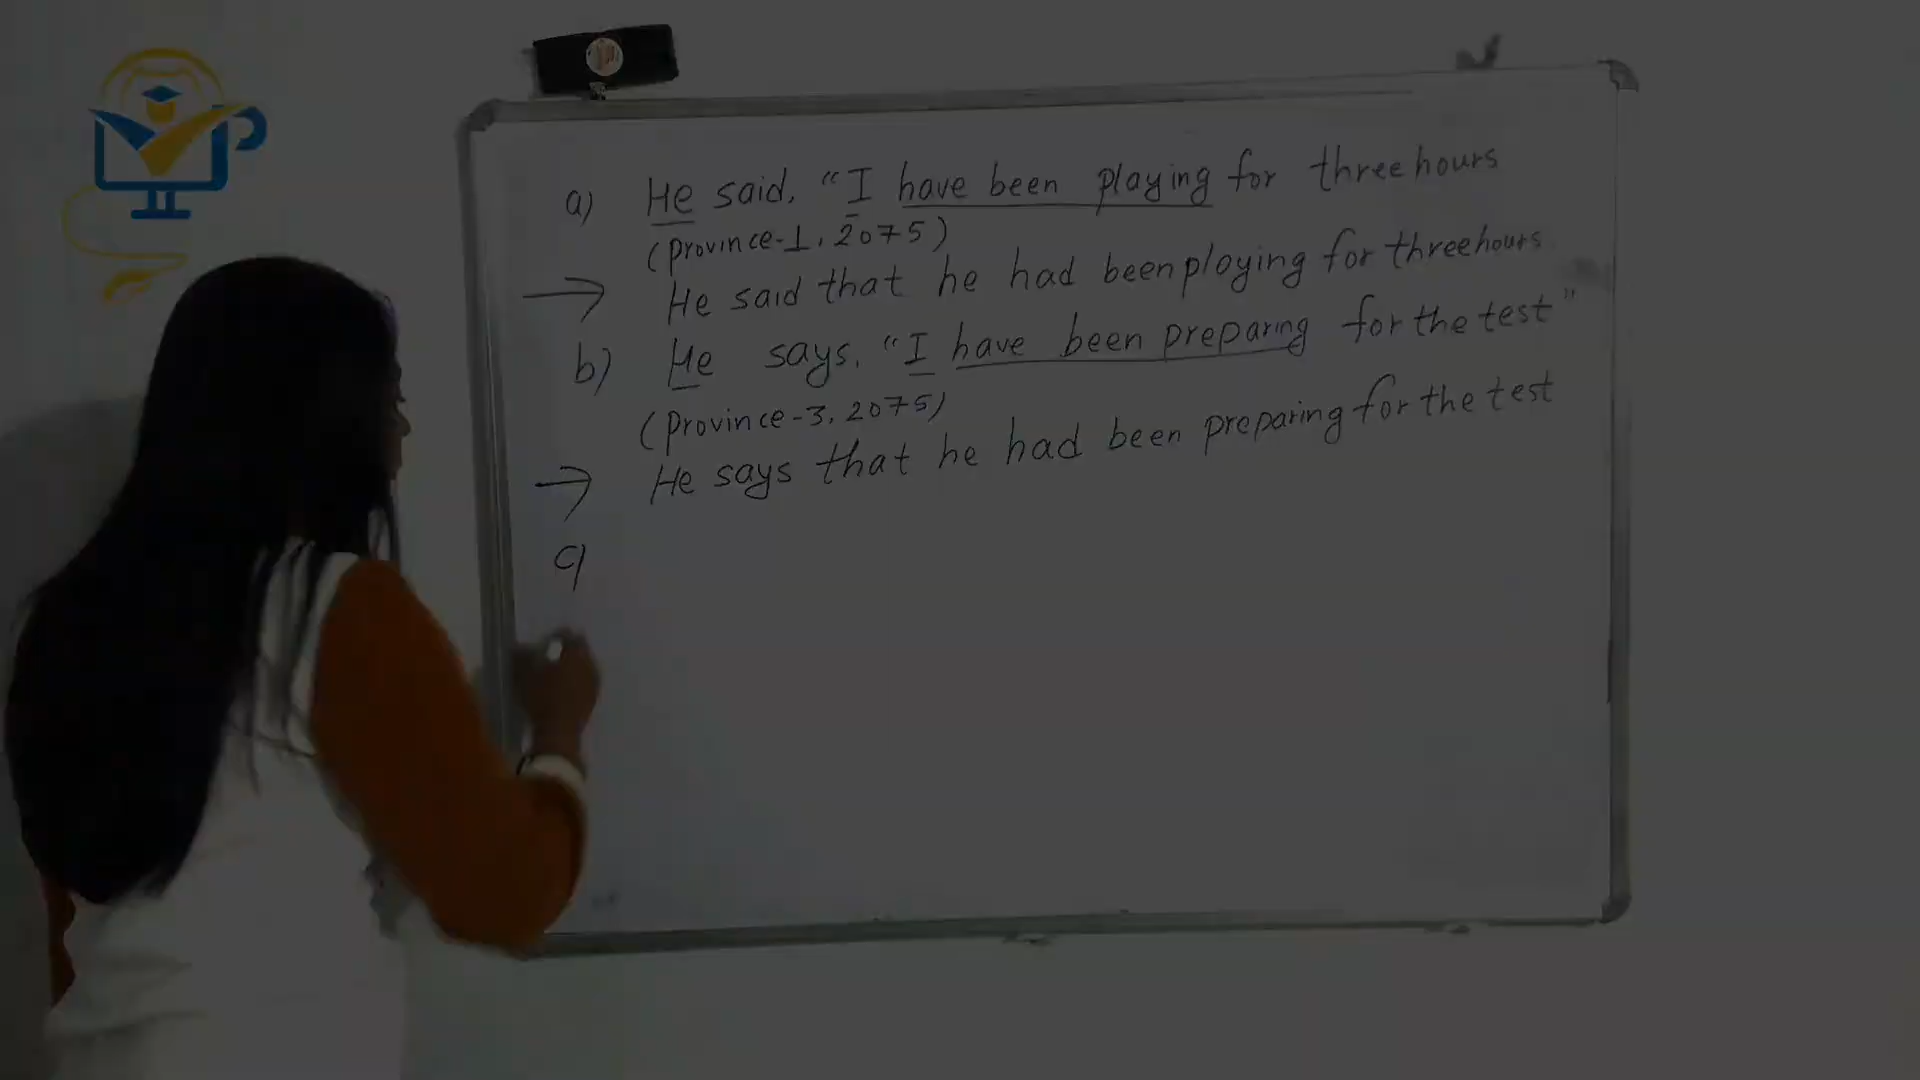 a) He said, "I have been playing for three hours
(Province-1, 2075)
→ He said that he had been playing for three hours
b) He says, "I have been preparing for the test"
(Province-3, 2075)
→ He says that he had been preparing for the test
c)